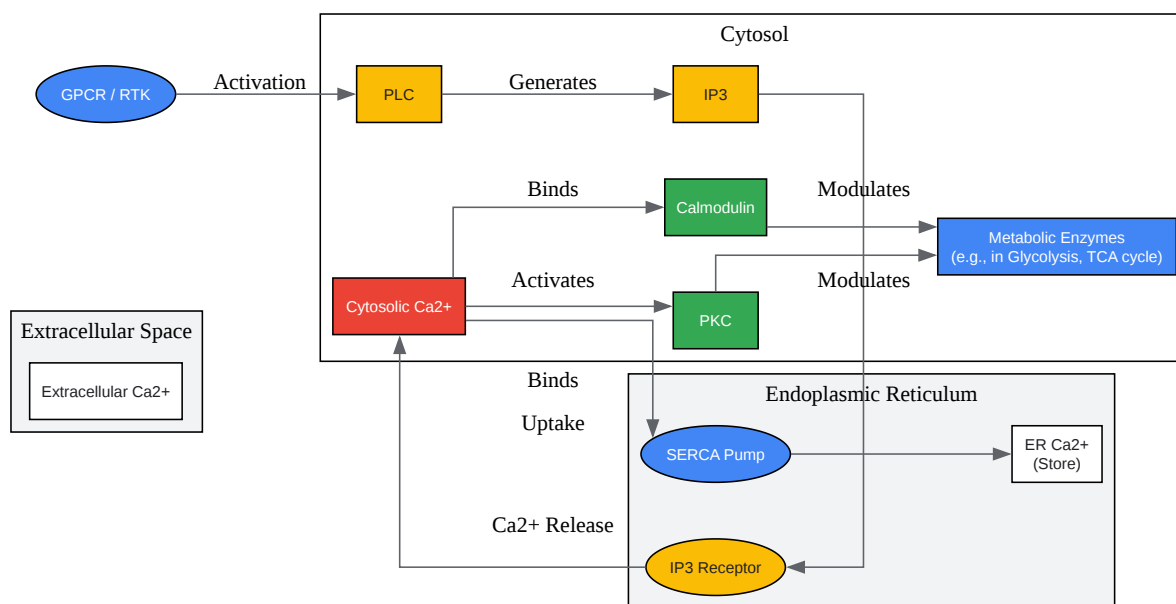 Cytosol
GPCR / RTK
Activation
PLC
Generates
IP3
Binds
Calmodulin
Modulates
Metabolic Enzymes
(e.g., in Glycolysis, TCA cycle)
Cytosolic Ca2+
Activates
PKC
Modulates
Extracellular Space
Extracellular Ca2+
Binds
Endoplasmic Reticulum
Uptake
SERCA Pump
ER Ca2+
(Store)
Ca2+ Release
IP3 Receptor